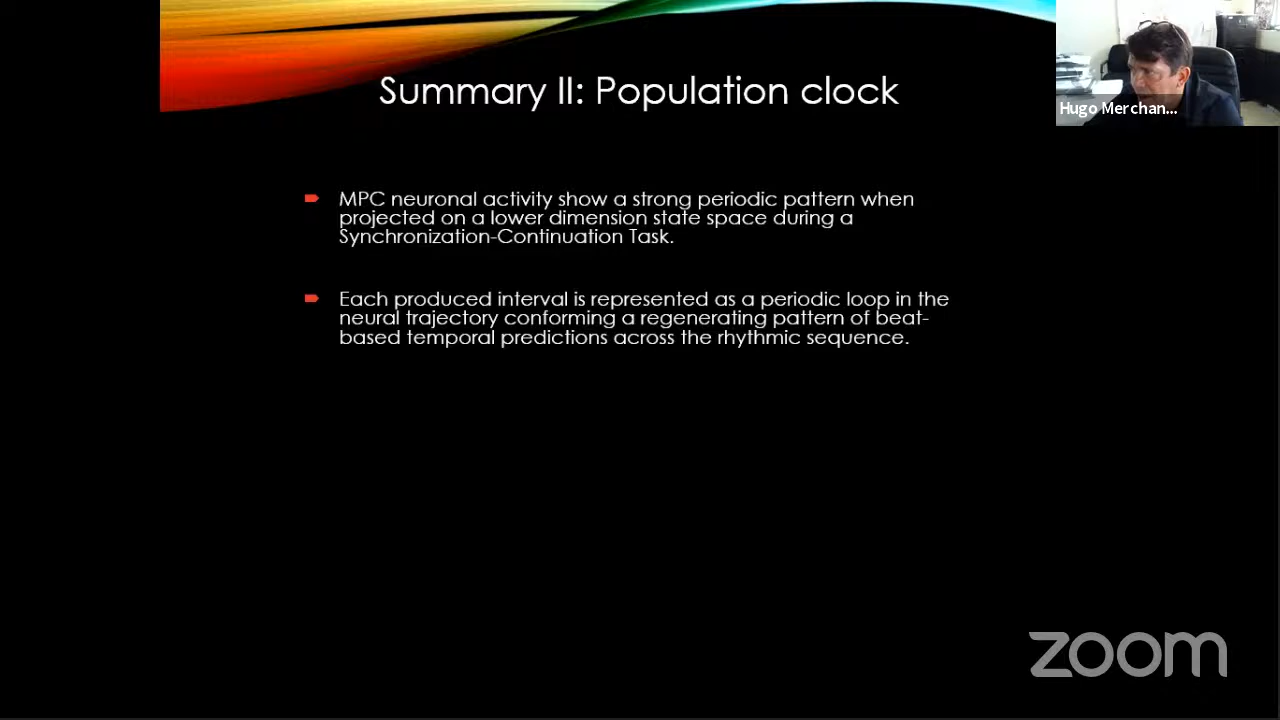 Summary II: Population clock
Hugo Merchan...
MPC neuronal activity show a strong periodic pattern when
projected on a lower dimension state space during a
Synchronization-Continuation Task.
Each produced interval is represented as a periodic loop in the
neural trajectory conforming a regenerating pattern of beat-
based temporal predictions across the rhythmic sequence.
zoom